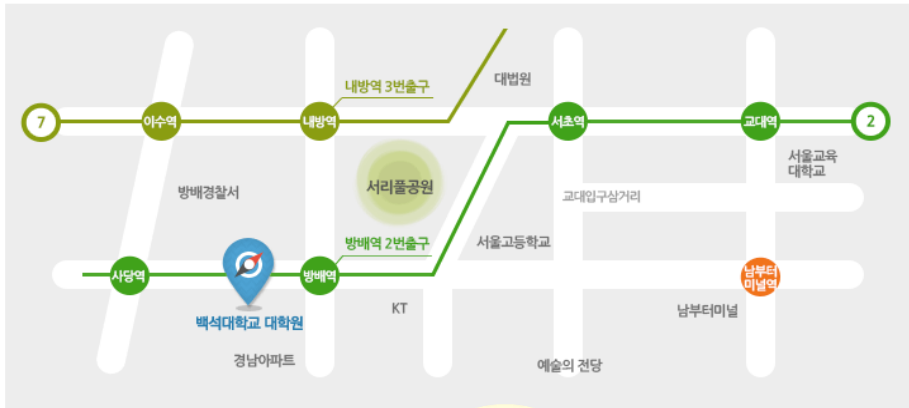 대법원
내방역 3번출구
7
이수역
내방역
서초역
교대역
2
서울교육
대학교
방배경찰서
서리풀공원
교대입구삼거리
방배역 2번출구
서울고등학교
사당역
방배역
남부터
미널역
KT
남부터미널
백석대학교 대학원
경남아파트
예술의 전당